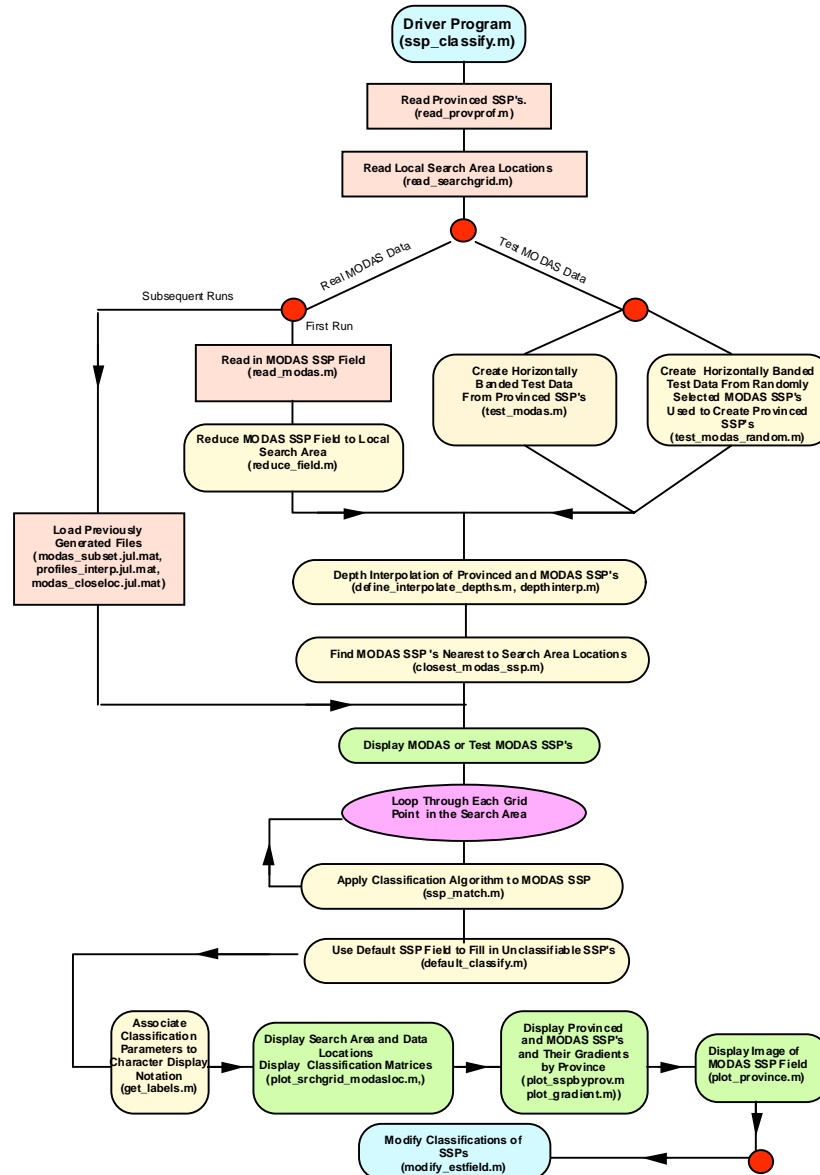 Driver Program
(ssp_classify.m)
Read Provinced SSP's.
(read_provprof.m)
Read Local Search Area Locations
(read_searchgrid.m)
Real MODAS Data
Test MODAS Data
Subsequent Runs
First Run
Read in MODAS SSP Field
(read_modas.m)
Create Horizontally
Banded Test Data
From Provinced SSP's
(test_modas.m)
Create Horizontally Banded
Test Data From Randomly
Selected MODAS SSP's
Used to Create Provinced
SSP's
(test_modas_random.m)
Reduce MODAS SSP Field to Local
Search Area
(reduce_field.m)
Load Previously
Generated Files
(modas_subset.jul.mat,
profiles_interp.jul.mat,
modas_closeloc.jul.mat)
Depth Interpolation of Provinced and MODAS SSP's
(define_interpolate_depths.m, depthinterp.m)
Find MODAS SSP's Nearest to Search Area Locations
(closest_modas_ssp.m)
Display MODAS or Test MODAS SSP's
Loop Through Each Grid
Point in the Search Area
Apply Classification Algorithm to MODAS SSP
(ssp_match.m)
Use Default SSP Field to Fill in Unclassifiable SSP's
(default_classify.m)
Associate
Classification
Parameters to
Character Display
Notation
(get_labels.m)
Display Search Area and Data
Locations
Display Classification Matrices
(plot_srchgrid_modasloc.m,)
Display Provinced
and MODAS SSP's
and Their Gradients
by Province
(plot_sspbyprov.m
plot_gradient.m))
Display Image of
MODAS SSP Field
(plot_province.m)
Modify Classifications of
SSPs
(modify_estfield.m)